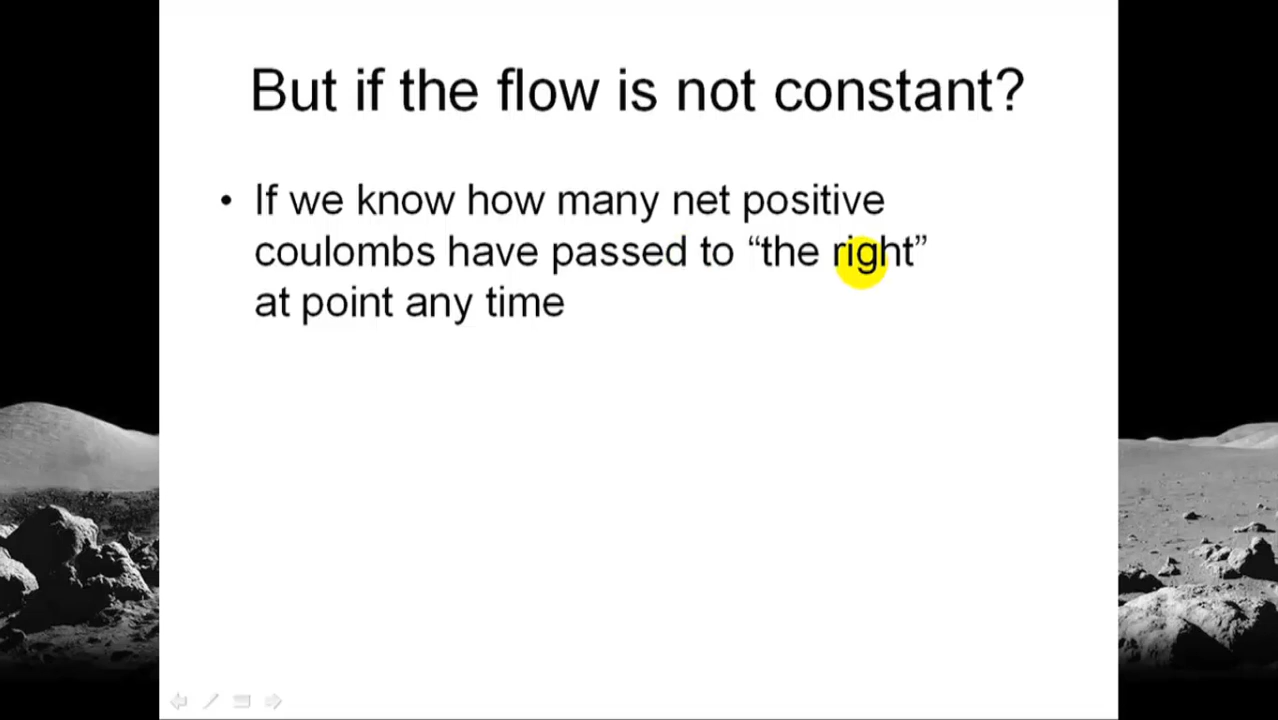 But if the flow is not constant?
• If we know how many net positive
coulombs have passed to “the right”
at point any time